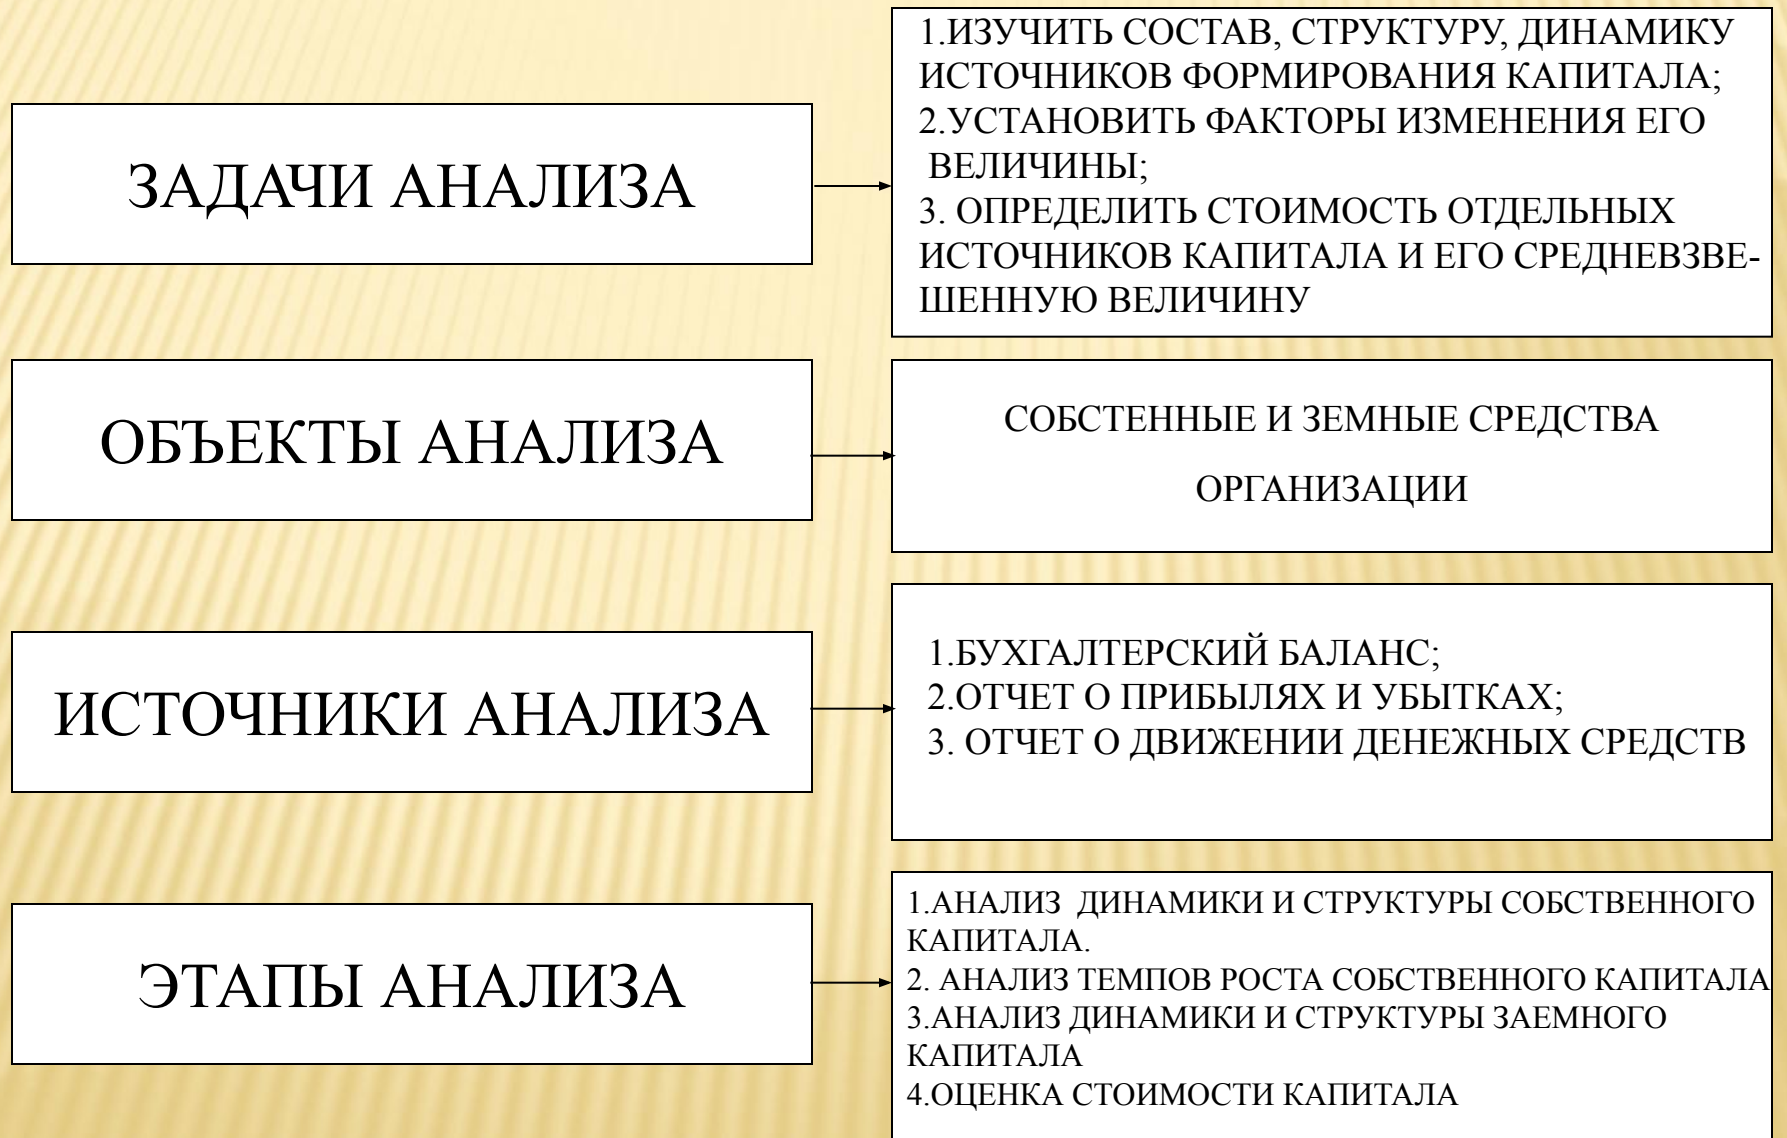 ЗАДАЧИ АНАЛИЗА
1.ИЗУЧИТЬ СОСТАВ, СТРУКТУРУ, ДИНАМИКУ
ИСТОЧНИКОВ ФОРМИРОВАНИЯ КАПИТАЛА;
2.УСТАНОВИТЬ ФАКТОРЫ ИЗМЕНЕНИЯ ЕГО
ВЕЛИЧИНЫ;
3. ОПРЕДЕЛИТЬ СТОИМОСТЬ ОТДЕЛЬНЫХ
ИСТОЧНИКОВ КАПИТАЛА И ЕГО СРЕДНЕВЗВЕ-
ШЕННУЮ ВЕЛИЧИНУ
ОБЪЕКТЫ АНАЛИЗА
СОБСТЕННЫЕ И ЗЕМНЫЕ СРЕДСТВА
ОРГАНИЗАЦИИ
ИСТОЧНИКИ АНАЛИЗА
1.БУХГАЛТЕРСКИЙ БАЛАНС;
2.ОТЧЕТ О ПРИБЫЛЯХ И УБЫТКАХ;
3. ОТЧЕТ О ДВИЖЕНИИ ДЕНЕЖНЫХ СРЕДСТВ
ЭТАПЫ АНАЛИЗА
1.АНАЛИЗ ДИНАМИКИ И СТРУКТУРЫ СОБСТВЕННОГО
КАПИТАЛА.
2. АНАЛИЗ ТЕМПОВ РОСТА СОБСТВЕННОГО КАПИТАЛА
3.АНАЛИЗ ДИНАМИКИ И СТРУКТУРЫ ЗАЕМНОГО
КАПИТАЛА
4.ОЦЕНКА СТОИМОСТИ КАПИТАЛА